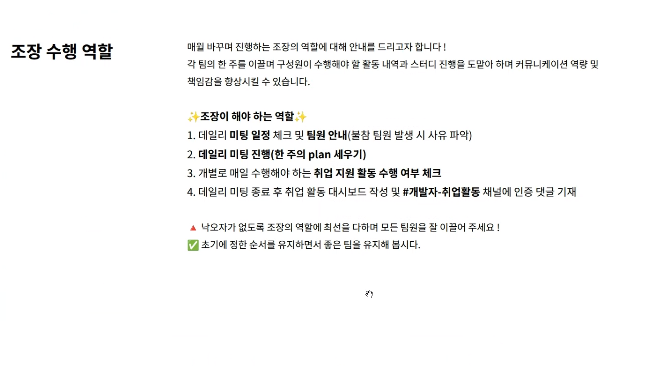 조장 수행 역할
매월 바꾸며 진행하는 조장의 역할에 대해 안내를 드리고자 합니다 !
각 팀의 한 주를 이끌며 구성원이 수행해야 할 활동 내역과 스터디 진행을 도맡아 하며 커뮤니케이션 역량 및
책임감을 향상시킬 수 있습니다.
✨조장이 해야 하는 역할✨
1. 데일리 미팅 일정 체크 및 팀원 안내(불참 팀원 발생 시 사유 파악)
2. 데일리 미팅 진행(한 주의 plan 세우기)
3. 개별로 매일 수행해야 하는 취업 지원 활동 수행 여부 체크
4. 데일리 미팅 종료 후 취업 활동 대시보드 작성 및 #개발자-취업활동 채널에 인증 댓글 기재
🔺 낙오자가 없도록 조장의 역할에 최선을 다하며 모든 팀원을 잘 이끌어 주세요 !
✅ 초기에 정한 순서를 유지하면서 좋은 팀을 유지해 봅시다.